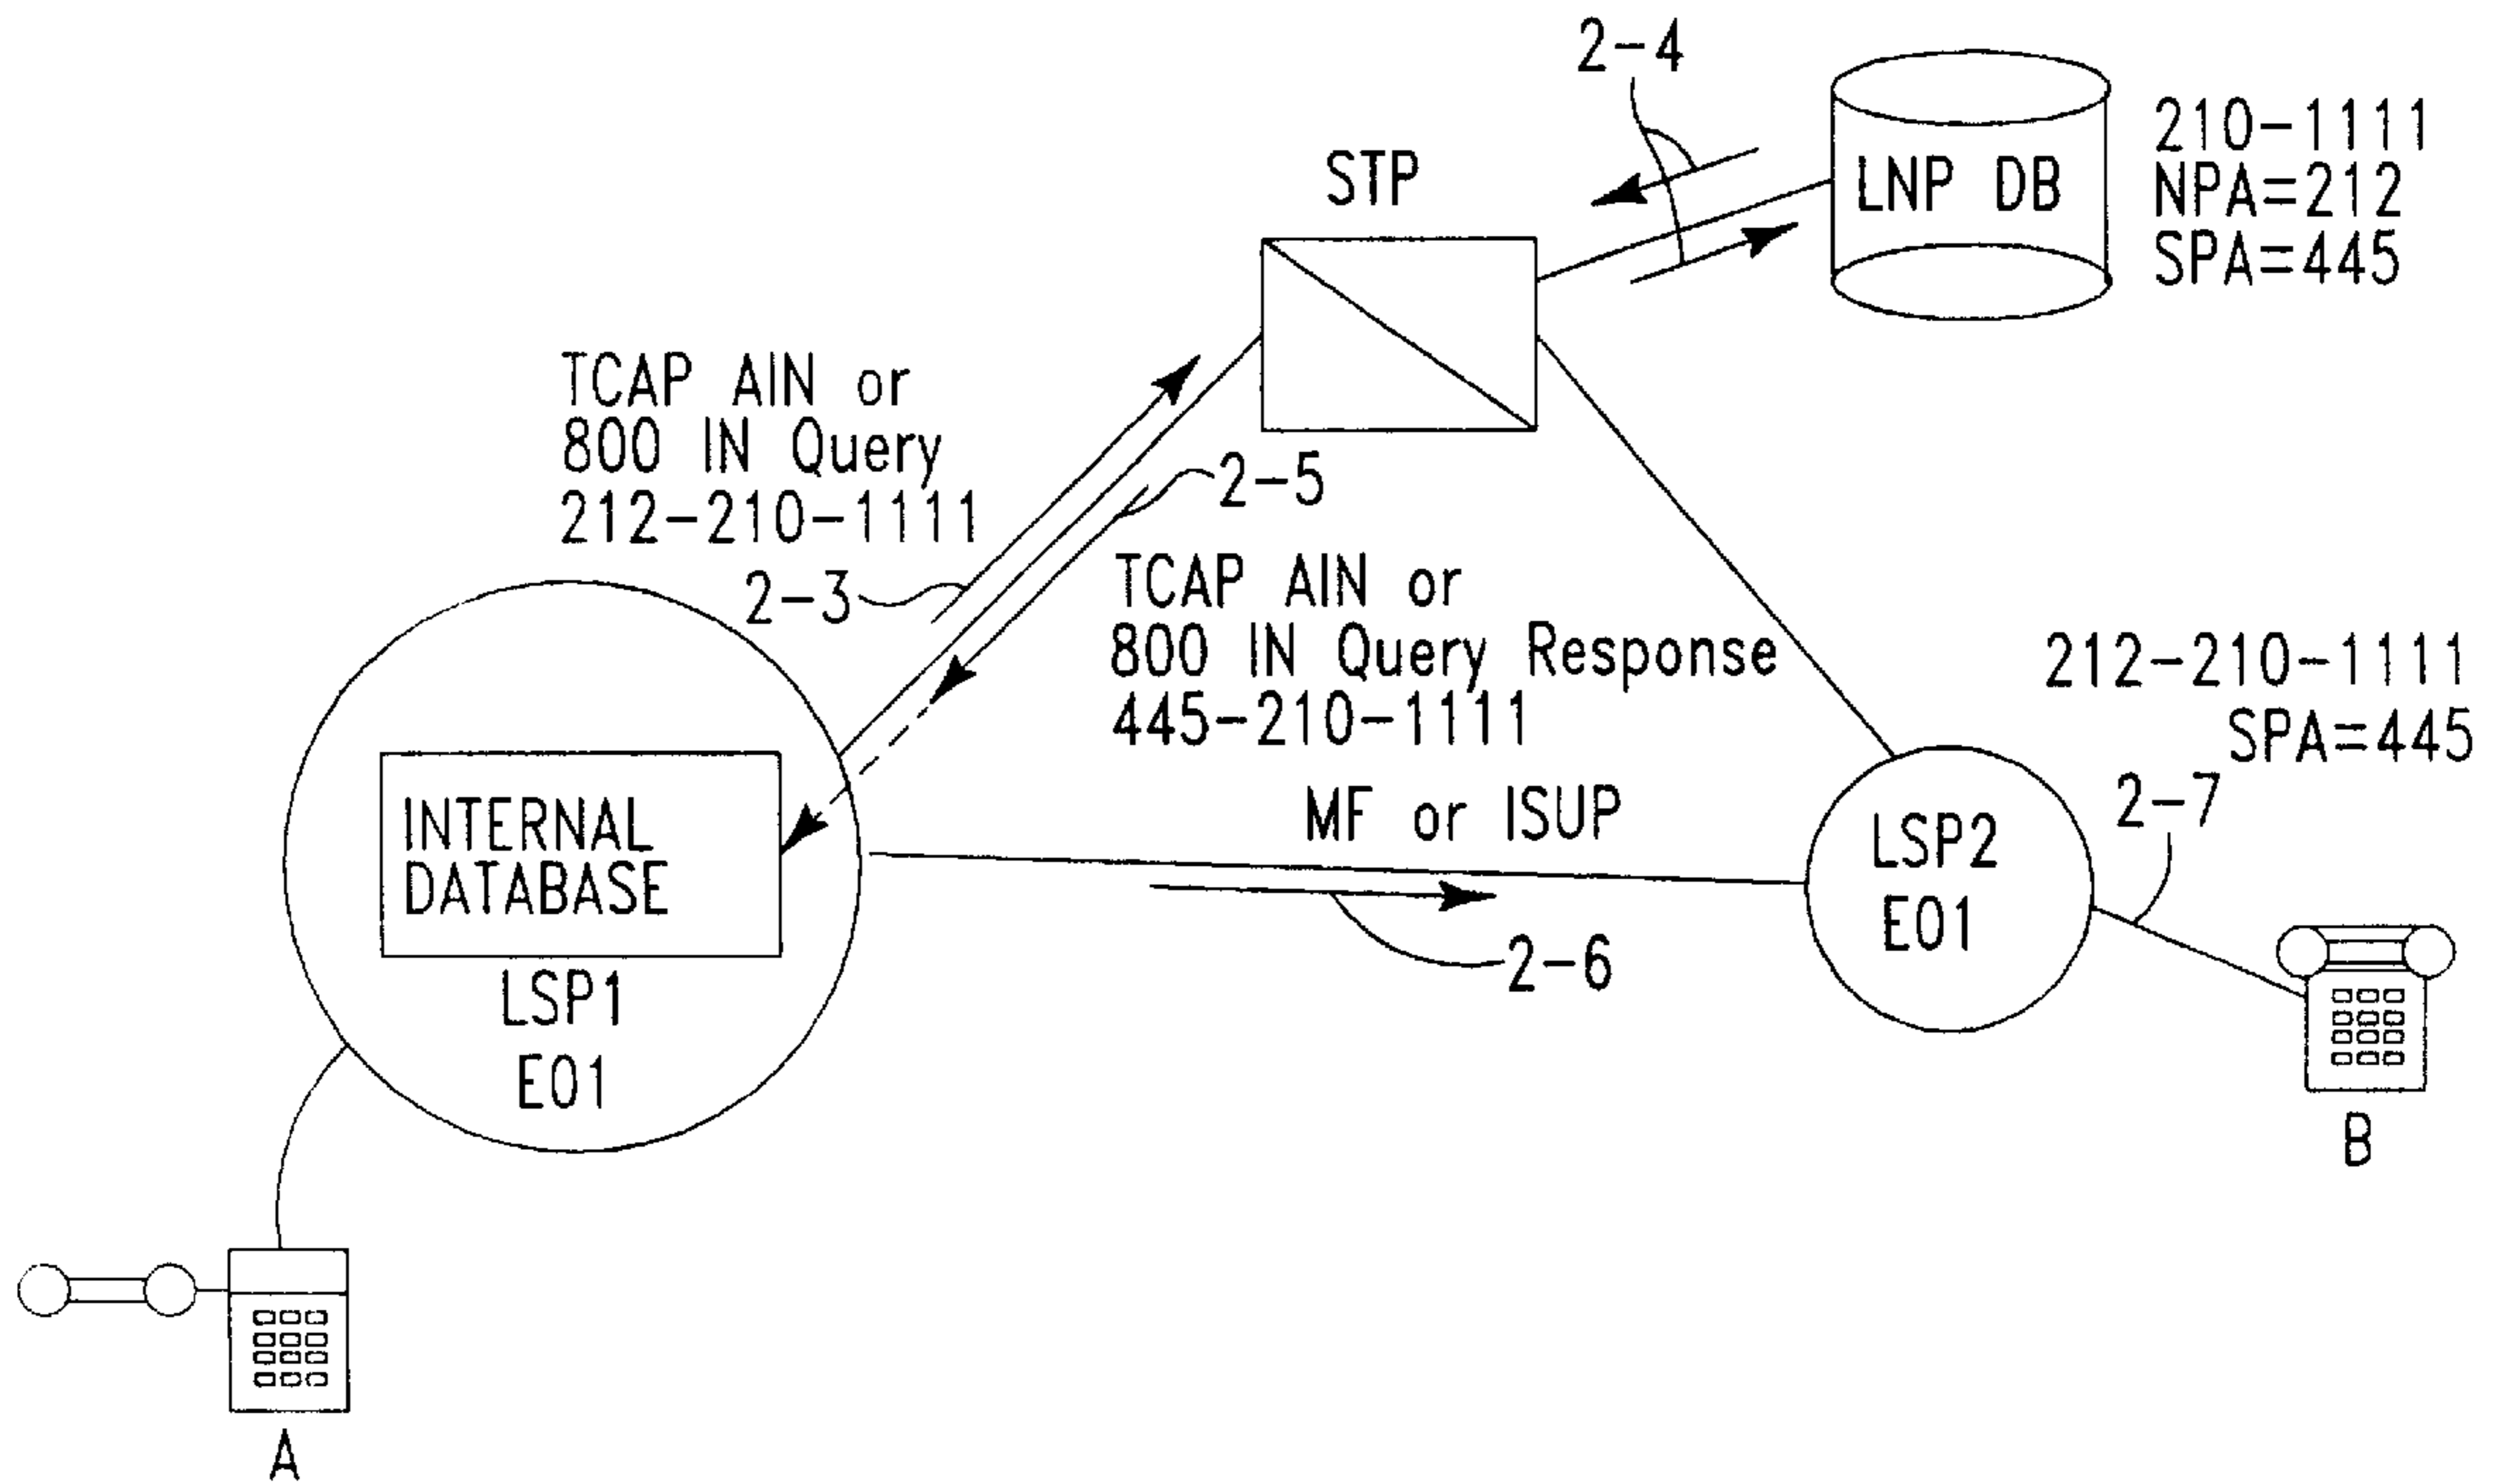 2-4
LNP DB
210-1111
NPA=212
SPA=445
STP
TCAP AIN or
800 IN Query
212-210-1111
2-3
2-5
TCAP AIN or
800 IN Query Response
445-210-1111
212-210-1111
SPA=445
2-7
MF or ISUP
2-6
INTERNAL
DATABASE
LSP1
EO1
LSP2
EO1
B
A